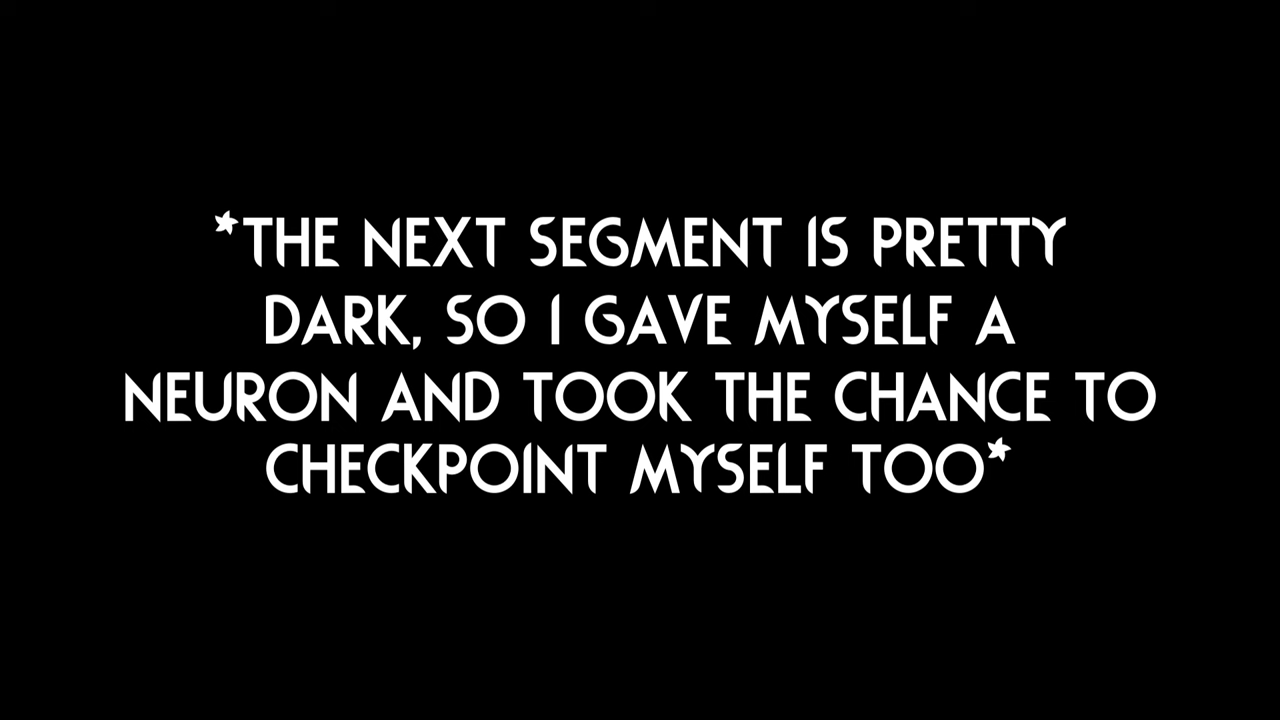 *THE NEXT SEGMENT IS PRETTY
DARK, SO I GAVE MYSELF A
NEURON AND TOOK THE CHANCE TO
CHECKPOINT MYSELF TOO*